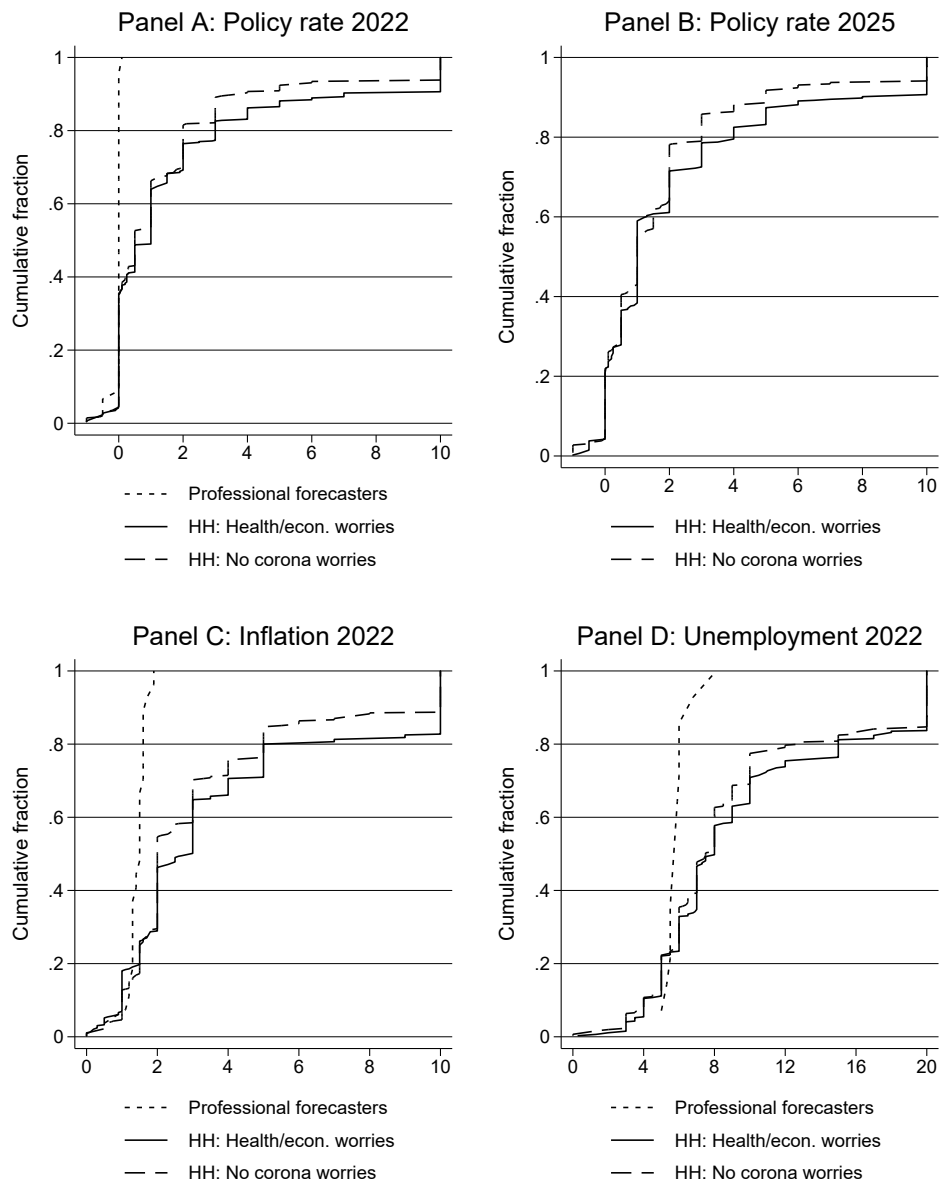 Panel A: Policy rate 2022
Cumulative fraction
1
.8
.6
.4
.2
0
0 2 4 6 8 10
Professional forecasters
HH: Health/econ. worries
HH: No corona worries
Panel B: Policy rate 2025
Cumulative fraction
1
.8
.6
.4
.2
0
0 2 4 6 8 10
HH: Health/econ. worries
HH: No corona worries
Panel C: Inflation 2022
Cumulative fraction
1
.8
.6
.4
.2
0
0 2 4 6 8 10
Professional forecasters
HH: Health/econ. worries
HH: No corona worries
Panel D: Unemployment 2022
Cumulative fraction
1
.8
.6
.4
.2
0
0 4 8 12 16 20
Professional forecasters
HH: Health/econ. worries
HH: No corona worries